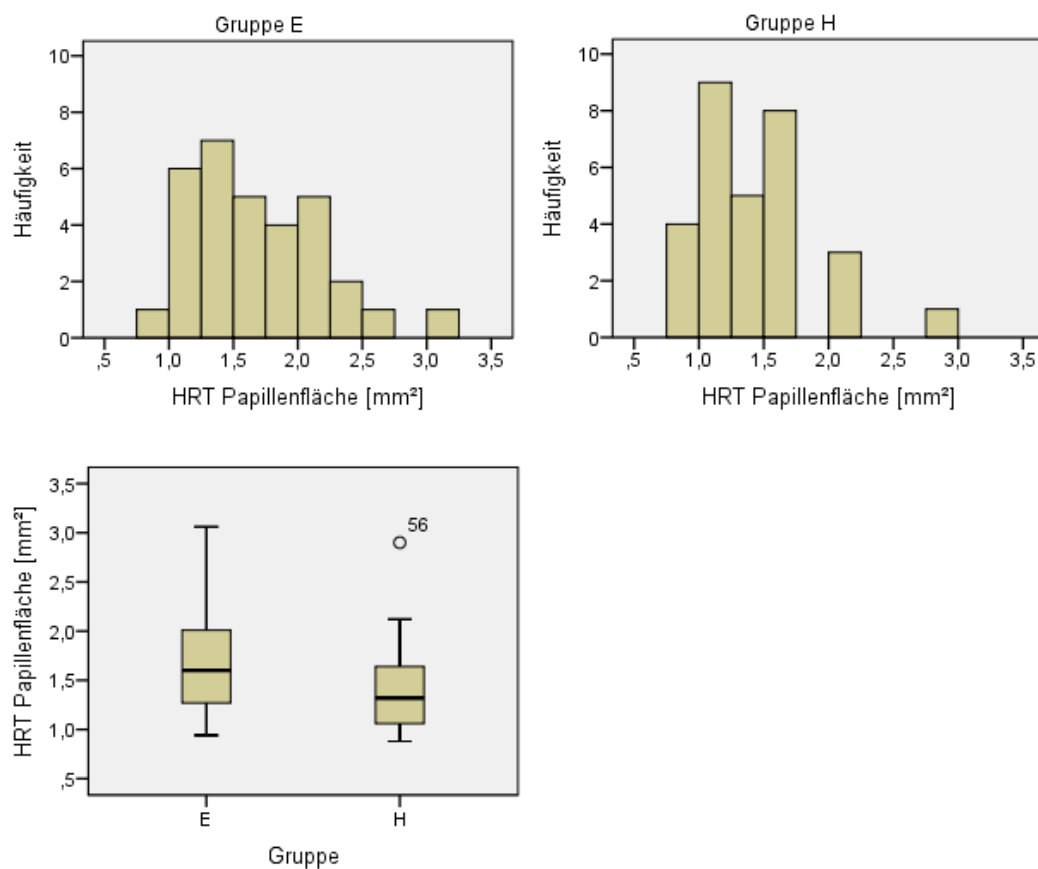 Gruppe E
10
8
6
4
2
0
Häufigkeit
,5 1,0 1,5 2,0 2,5 3,0 3,5
HRT Papillenfläche [mm²]
Gruppe H
10
8
6
4
2
0
Häufigkeit
,5 1,0 1,5 2,0 2,5 3,0 3,5
HRT Papillenfläche [mm²]
3,5
3,0
2,5
2,0
1,5
1,0
,5
HRT Papillenfläche [mm²]
56
E H
Gruppe